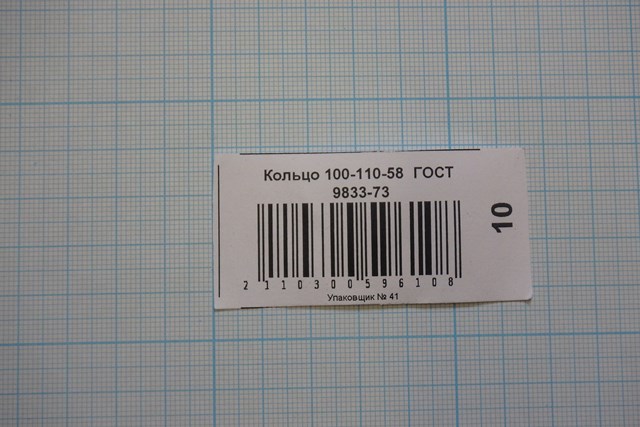 Кольцо 100-110-58 ГОСТ
9833-73
10
2110300596108
Упаковщик № 41